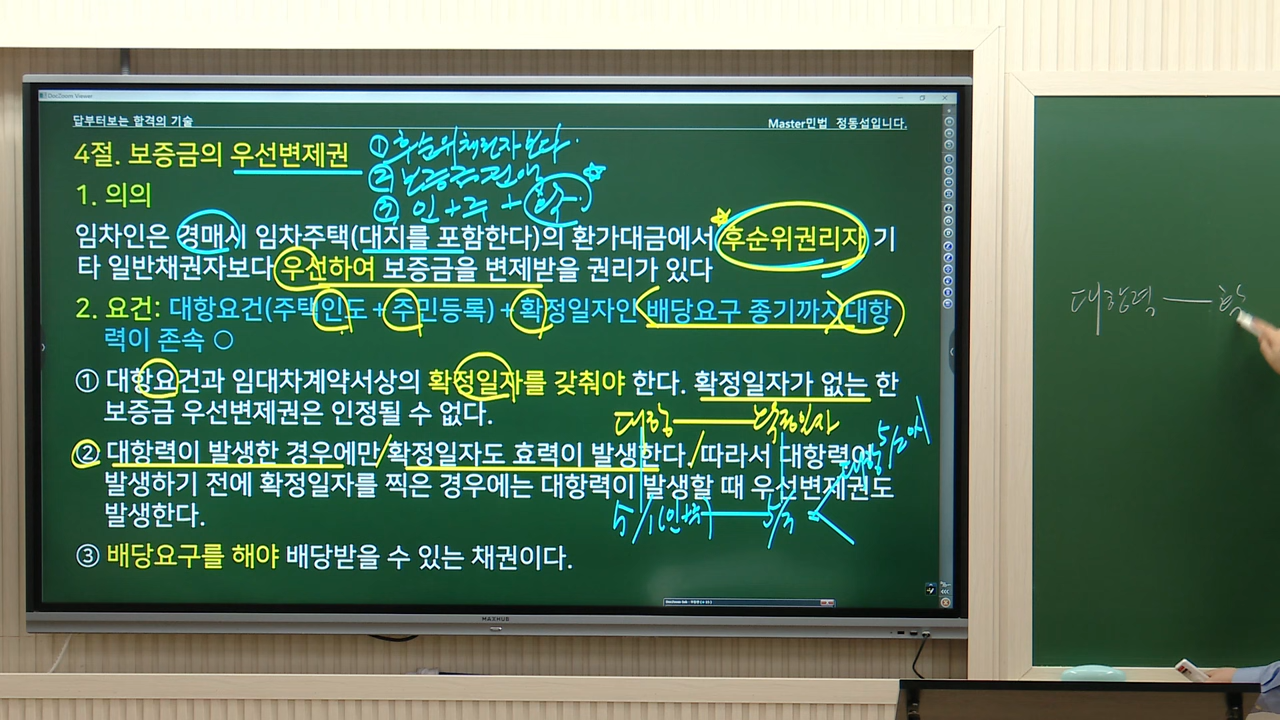 DocZoom Viewer
답부터보는 합격의 기술
Master민법 정동섭입니다.
4절. 보증금의 우선변제권
① 후순위채권자보다
② 보증금전액
③ 인 + 주 + 확
1. 의의
임차인은 경매시 임차주택(대지를 포함한다)의 환가대금에서 후순위권리자 기
타 일반채권자보다 우선하여 보증금을 변제받을 권리가 있다
2. 요건: 대항요건(주택인도 + 주민등록) + 확정일자인 배당요구 종기까지 대항
력이 존속 ○
① 대항요건과 임대차계약서상의 확정일자를 갖춰야 한다. 확정일자가 없는 한
보증금 우선변제권은 인정될 수 없다.
대항 확정일자
② 대항력이 발생한 경우에만 확정일자도 효력이 발생한다. 따라서 대항력이
발생하기 전에 확정일자를 찍은 경우에는 대항력이 발생할 때 우선변제권도
발생한다.
대항 5/2 0시
5/1(인+주) 5/3
③ 배당요구를 해야 배당받을 수 있는 채권이다.
MAXHUB
대항력 — 확